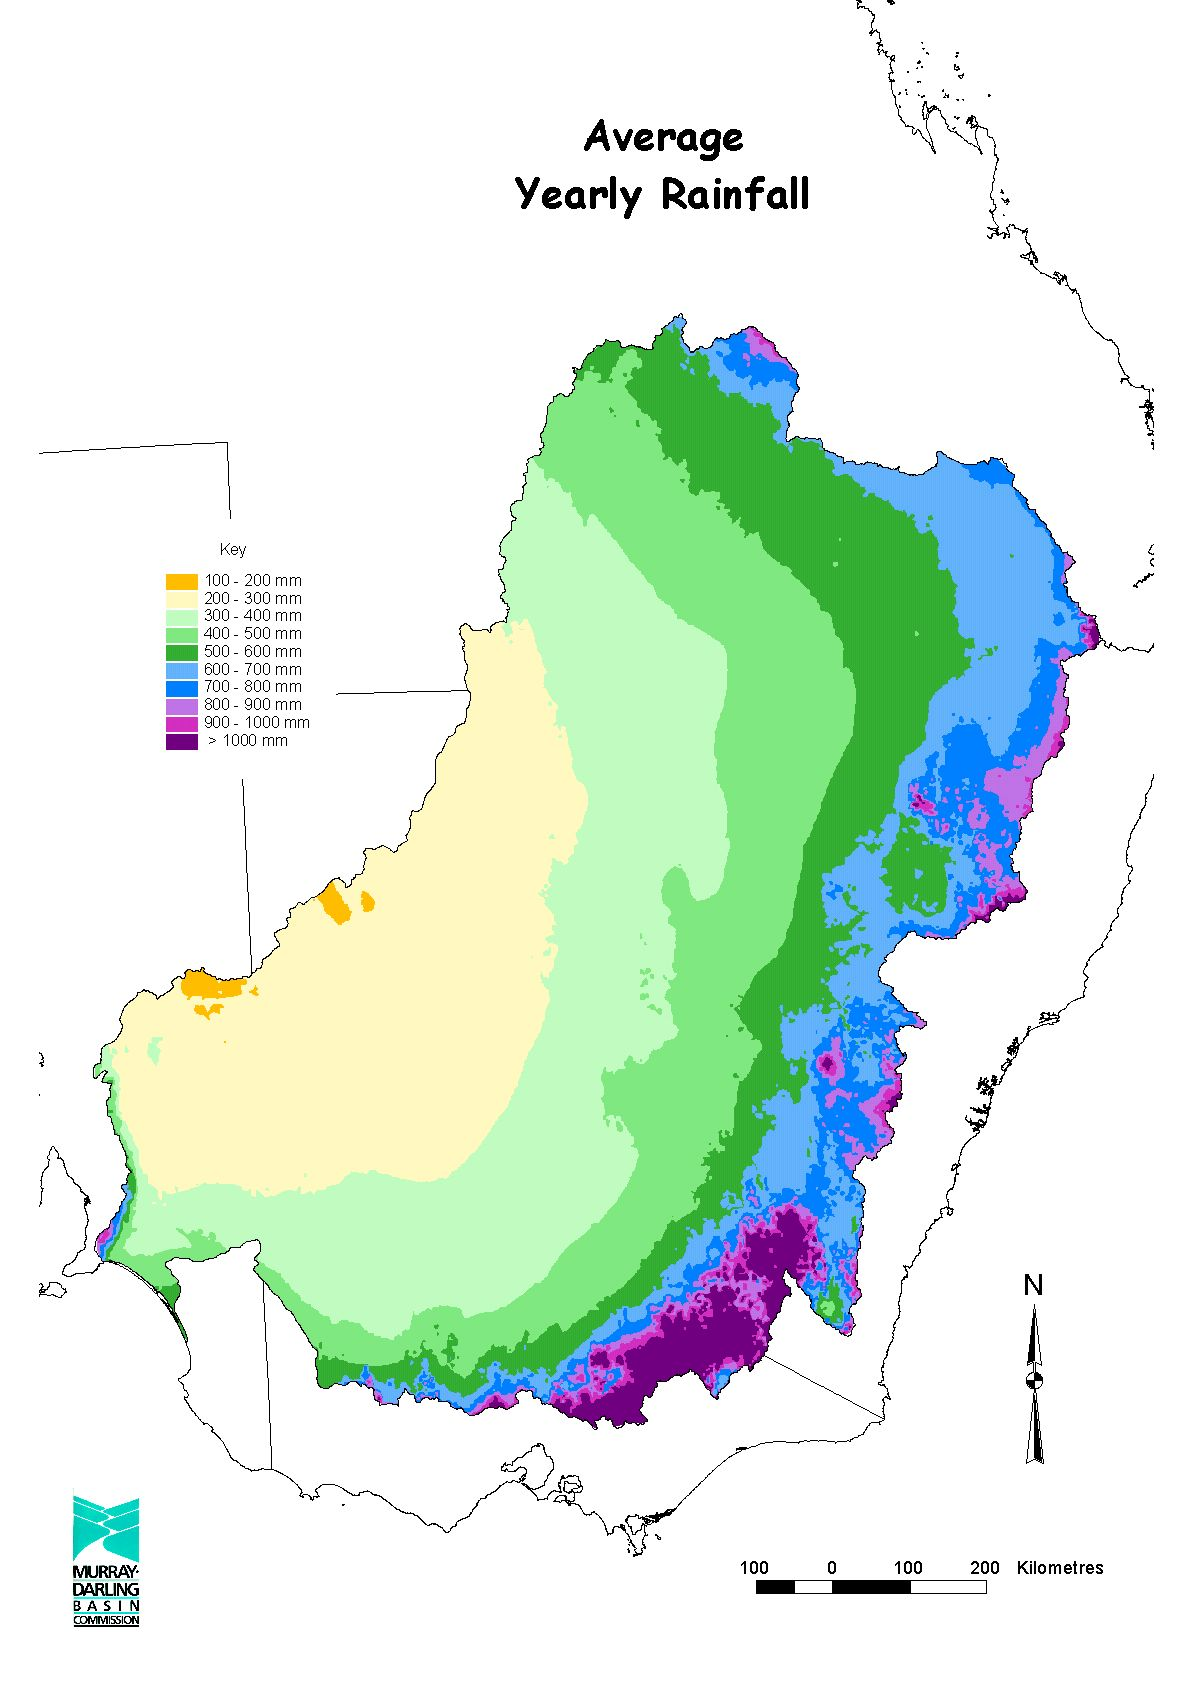 Average
Yearly Rainfall
Key
100 - 200 mm
200 - 300 mm
300 - 400 mm
400 - 500 mm
500 - 600 mm
600 - 700 mm
700 - 800 mm
800 - 900 mm
900 - 1000 mm
> 1000 mm
N
100 0 100 200 Kilometres
MURRAY-
DARLING
BASIN
COMMISSION